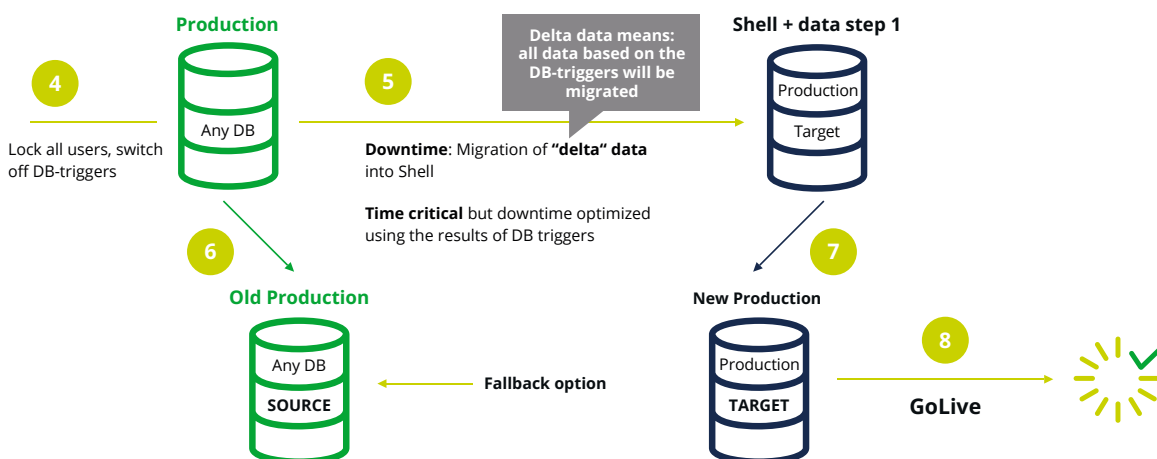 Production
Delta data means:
all data based on the
DB-triggers will be
migrated
Shell + data step 1
4
5
Any DB
Production
Target
Lock all users, switch
off DB-triggers
Downtime: Migration of “delta“ data
into Shell
Time critical but downtime optimized
using the results of DB triggers
6
7
Old Production
New Production
Any DB
SOURCE
Fallback option
Production
TARGET
8
GoLive